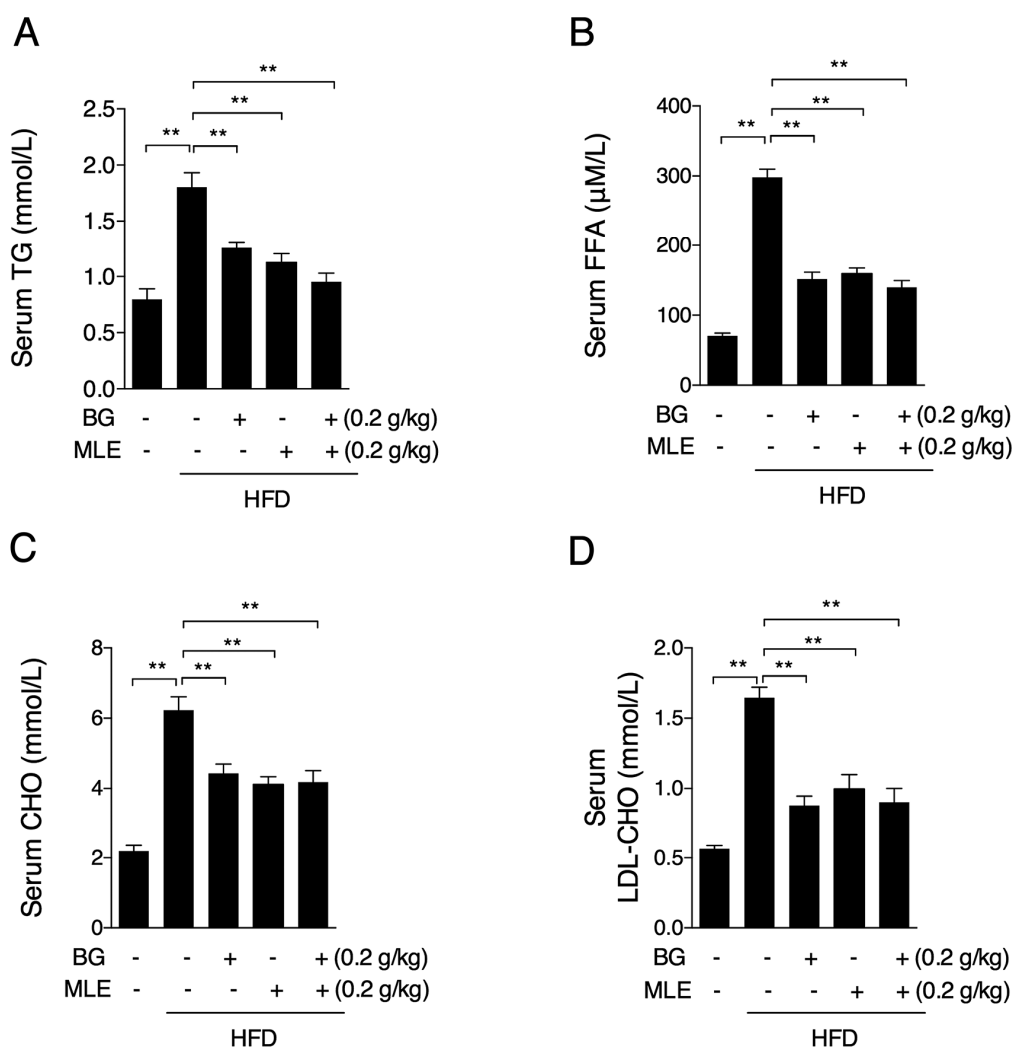 A
Serum TG (mmol/L)
2.5
2.0
1.5
1.0
0.5
0.0
**
**
** **
BG - - + - + (0.2 g/kg)
MLE - - - + + (0.2 g/kg)
HFD
B
Serum FFA (µM/L)
400
300
200
100
0
**
**
** **
BG - - + - + (0.2 g/kg)
MLE - - - + + (0.2 g/kg)
HFD
C
Serum CHO (mmol/L)
8
6
4
2
0
**
**
** **
BG - - + - + (0.2 g/kg)
MLE - - - + + (0.2 g/kg)
HFD
D
Serum
LDL-CHO (mmol/L)
2.0
1.5
1.0
0.5
0.0
**
**
** **
BG - - + - + (0.2 g/kg)
MLE - - - + + (0.2 g/kg)
HFD